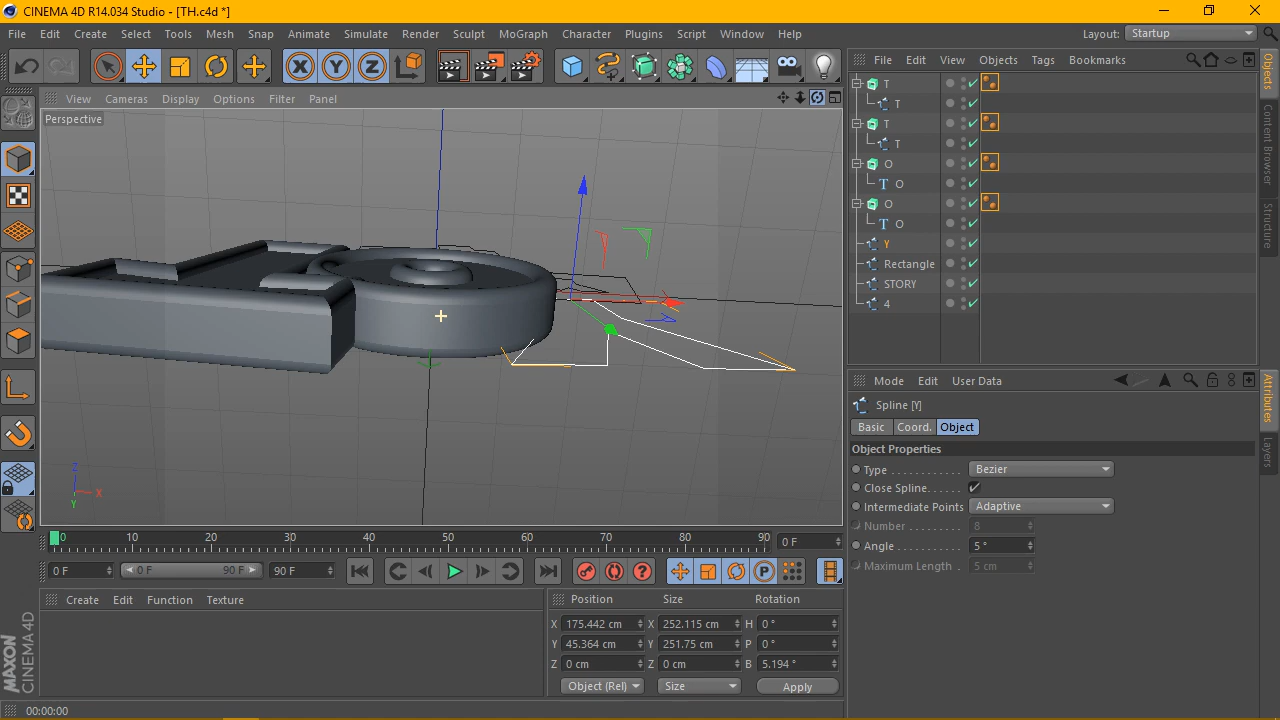 CINEMA 4D R14.034 Studio - [TH.c4d *]
File Edit Create Select Tools Mesh Snap Animate Simulate Render Sculpt MoGraph Character Plugins Script Window Help Layout: Startup
X Y Z
View Cameras Display Options Filter Panel
Perspective
File Edit View Objects Tags Bookmarks
T
T
T
T
O
T O
O
T O
Y
Rectangle
STORY
4
Objects
Content Browser
Structure
Mode Edit User Data
Spline [Y]
Basic Coord. Object
Object Properties
Type . . . . . . . . . . . . Bezier
Close Spline. . . . . .
Intermediate Points Adaptive
Number . . . . . . . . . 8
Angle . . . . . . . . . . . 5 °
Maximum Length . 5 cm
Attributes
Layers
Z X
Y
0 10 20 30 40 50 60 70 80 90 0 F
0 F 0 F 90 F 90 F
P
Create Edit Function Texture
Position Size Rotation
X 175.442 cm X 252.115 cm H 0 °
Y 45.364 cm Y 251.75 cm P 0 °
Z 0 cm Z 0 cm B 5.194 °
Object (Rel) Size Apply
MAXON
CINEMA 4D
00:00:00